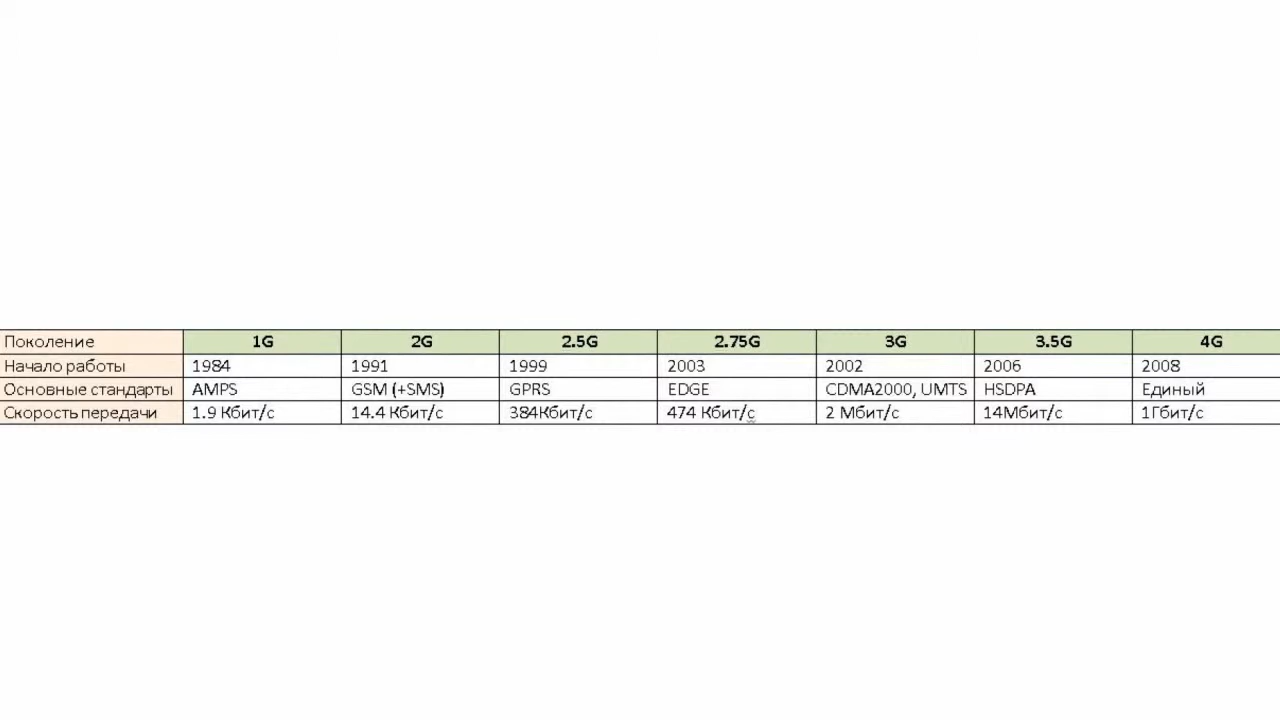 Поколение 1G 2G 2.5G 2.75G 3G 3.5G 4G
Начало работы 1984 1991 1999 2003 2002 2006 2008
Основные стандарты AMPS GSM (+SMS) GPRS EDGE CDMA2000, UMTS HSDPA Единый
Скорость передачи 1.9 Кбит/с 14.4 Кбит/с 384Кбит/с 474 Кбит/с 2 Мбит/с 14Мбит/с 1Гбит/с